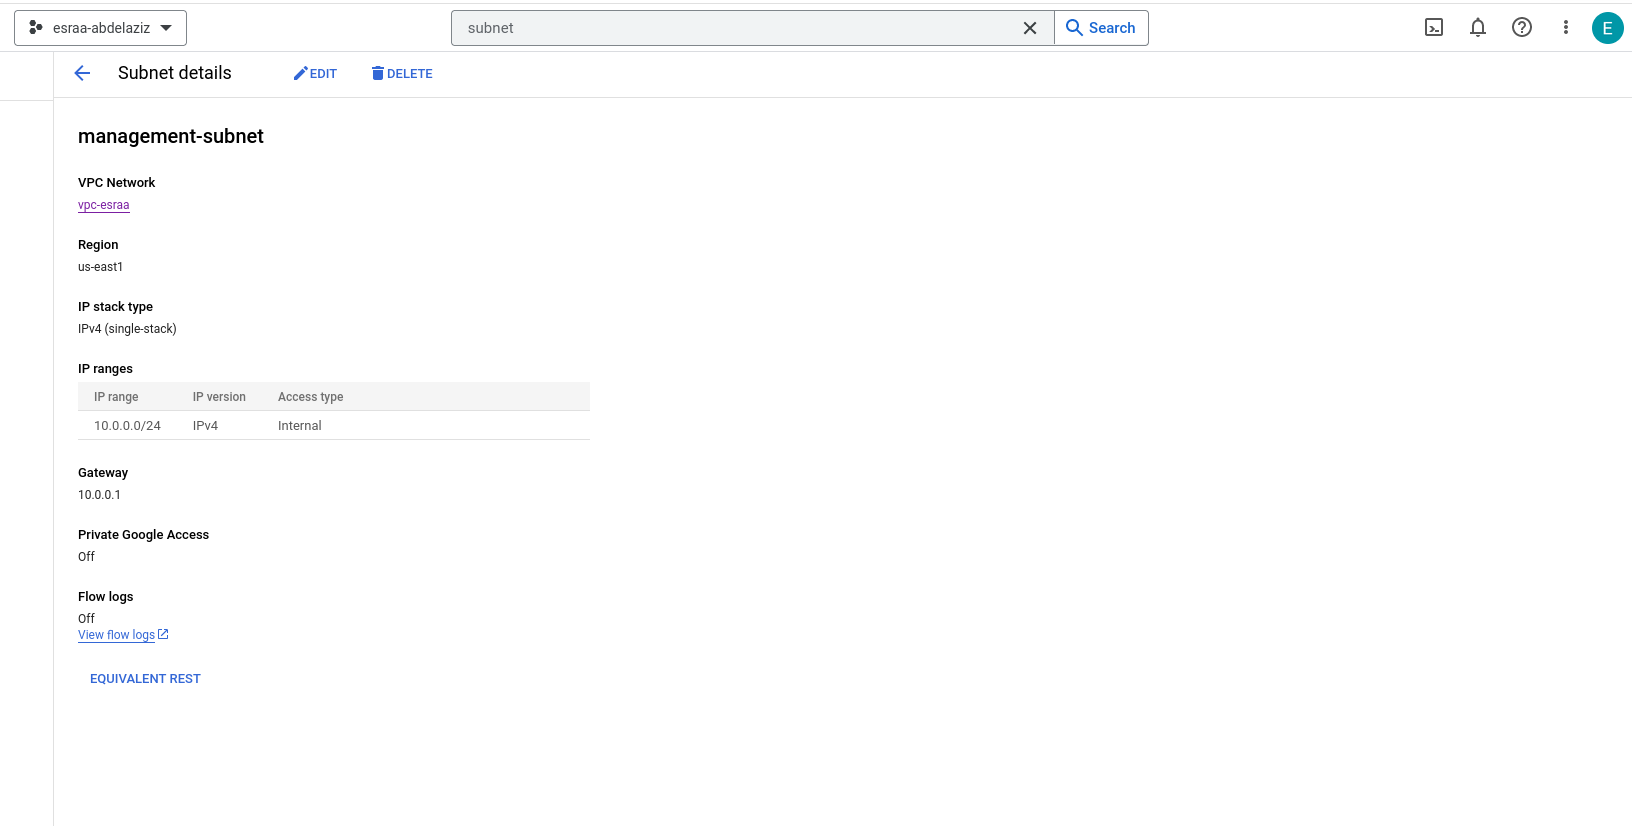 esraa-abdelaziz
subnet
Search
E
Subnet details
EDIT
DELETE
management-subnet
VPC Network
vpc-esraa
Region
us-east1
IP stack type
IPv4 (single-stack)
IP ranges
IP range IP version Access type
10.0.0.0/24 IPv4 Internal
Gateway
10.0.0.1
Private Google Access
Off
Flow logs
Off
View flow logs
EQUIVALENT REST